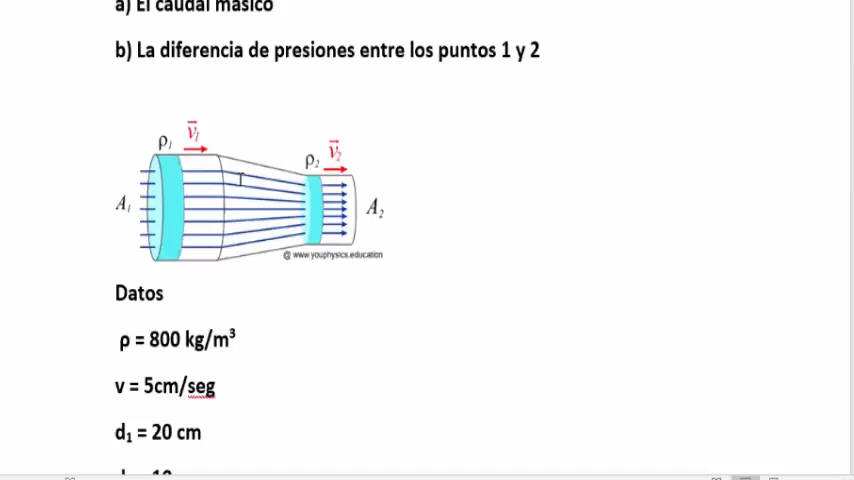 a) El caudal másico
b) La diferencia de presiones entre los puntos 1 y 2
ρ₁ v₁
ρ₂ v₂
A₁
A₂
@ www.youphysics.education
Datos
ρ = 800 kg/m³
v = 5cm/seg
d₁ = 20 cm